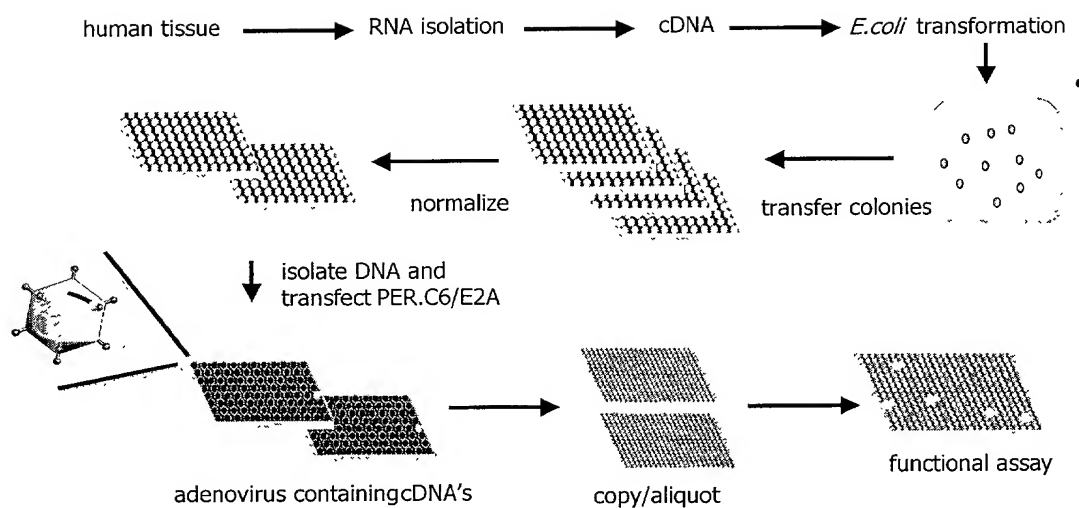 human tissue RNA isolation cDNA E.coli transformation
normalize transfer colonies
isolate DNA and
transfect PER.C6/E2A
adenovirus containingcDNA's copy/aliquot functional assay